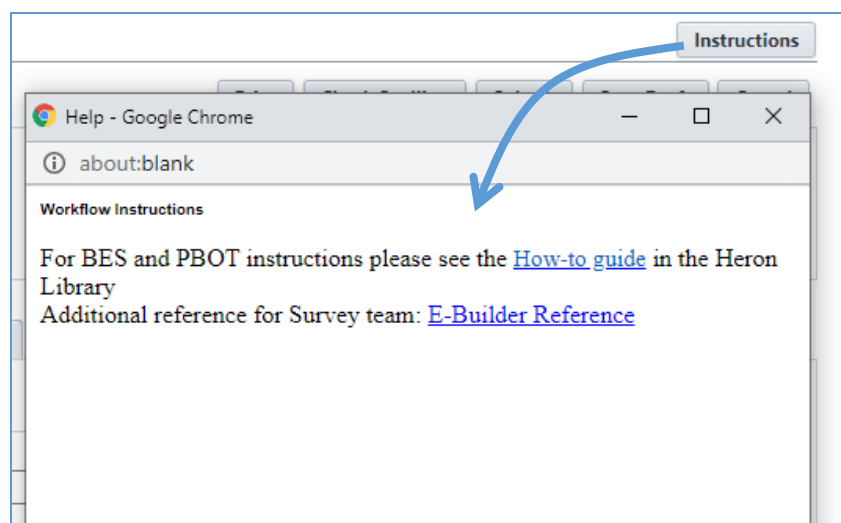 Instructions
Help - Google Chrome
about:blank
Workflow Instructions
For BES and PBOT instructions please see the How-to guide in the Heron
Library
Additional reference for Survey team: E-Builder Reference